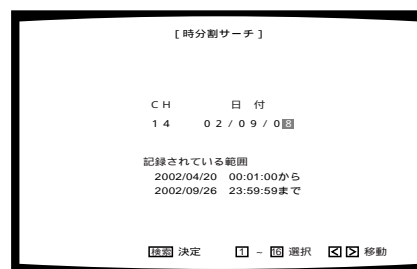 [時分割サーチ]
CH 日 付
14 02/09/08
記録されている範囲
2002/04/20 00:01:00から
2002/09/26 23:59:59まで
検索 決定 1 ~ 16 選択 < > 移動